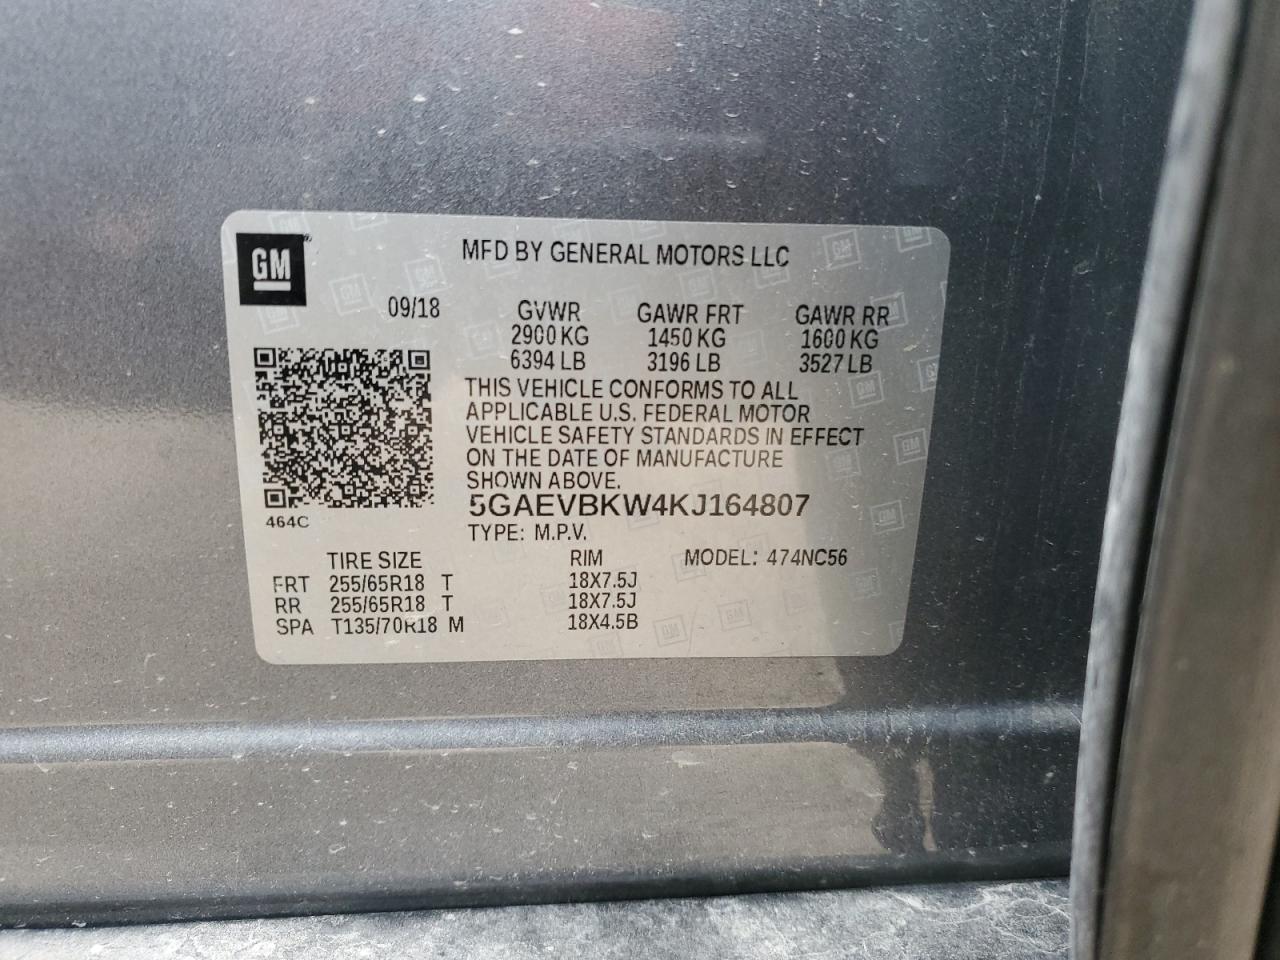 GM
MFD BY GENERAL MOTORS LLC
09/18 GVWR GAWR FRT GAWR RR
2900 KG 1450 KG 1600 KG
6394 LB 3196 LB 3527 LB
THIS VEHICLE CONFORMS TO ALL
APPLICABLE U.S. FEDERAL MOTOR
VEHICLE SAFETY STANDARDS IN EFFECT
ON THE DATE OF MANUFACTURE
SHOWN ABOVE.
5GAEVBKW4KJ164807
464C
TYPE: M.P.V.
TIRE SIZE RIM MODEL: 474NC56
FRT 255/65R18 T 18X7.5J
RR 255/65R18 T 18X7.5J
SPA T135/70R18 M 18X4.5B